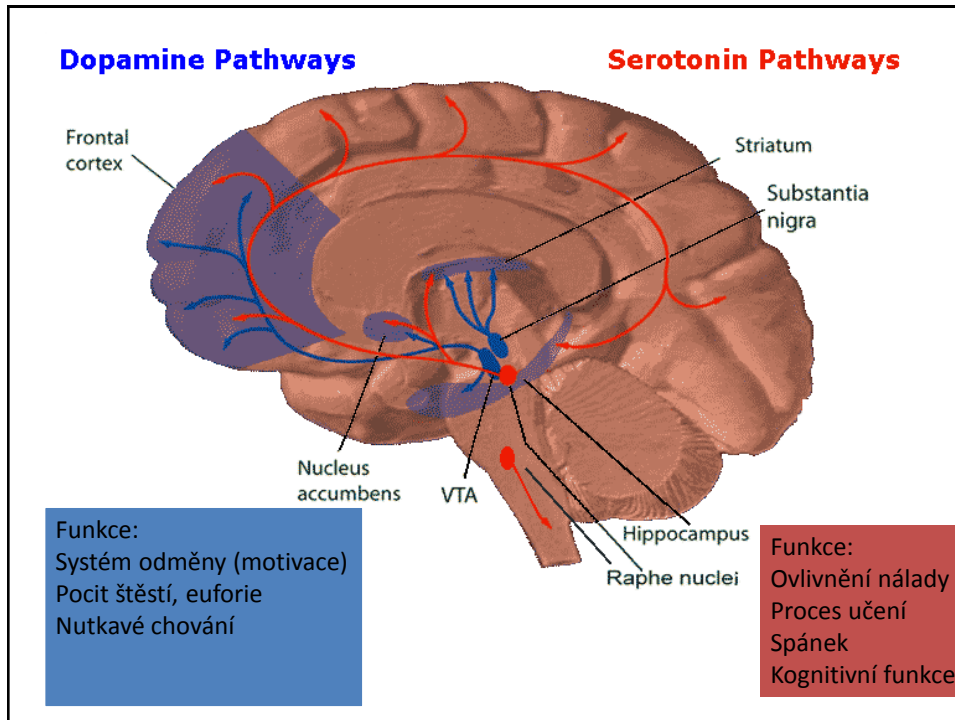 Dopamine Pathways
Serotonin Pathways
Frontal
cortex
Striatum
Substantia
nigra
Nucleus
accumbens
VTA
Hippocampus
Raphe nuclei
Funkce:
Systém odměny (motivace)
Pocit štěstí, euforie
Nutkavé chování
Funkce:
Ovlivnění nálady
Proces učení
Spánek
Kognitivní funkce